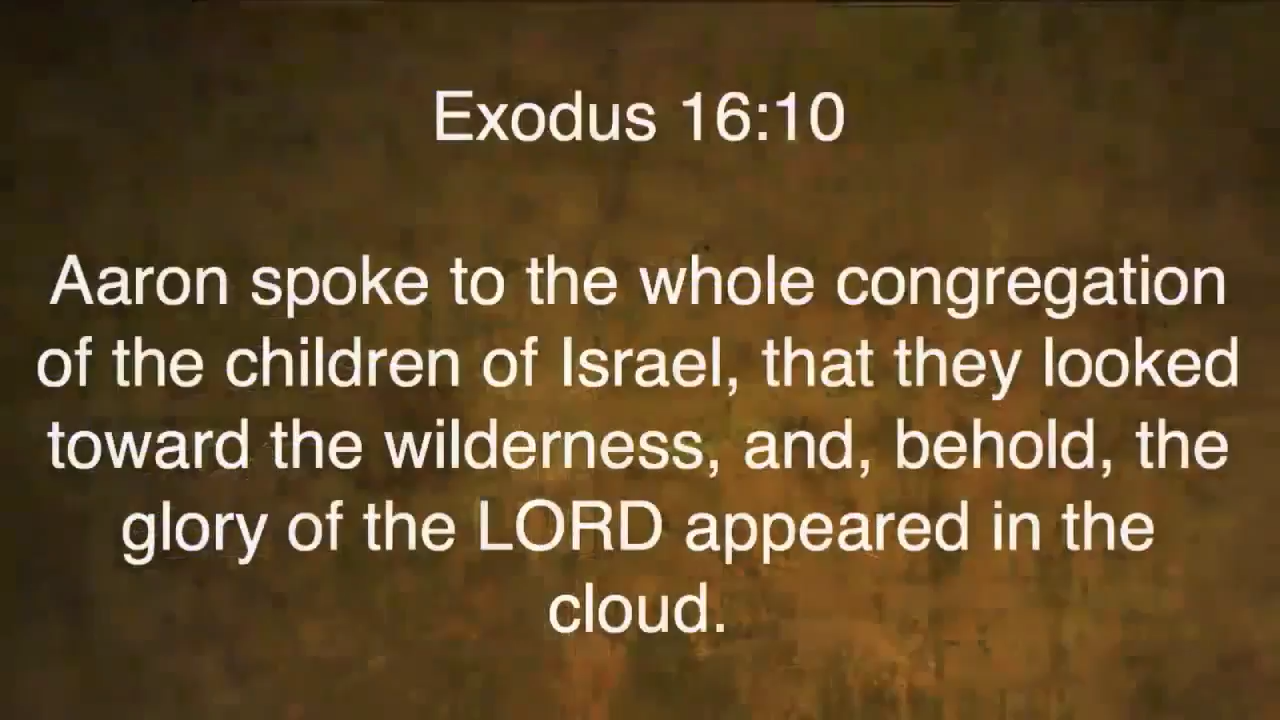 Exodus 16:10
Aaron spoke to the whole congregation
of the children of Israel, that they looked
toward the wilderness, and, behold, the
glory of the LORD appeared in the
cloud.